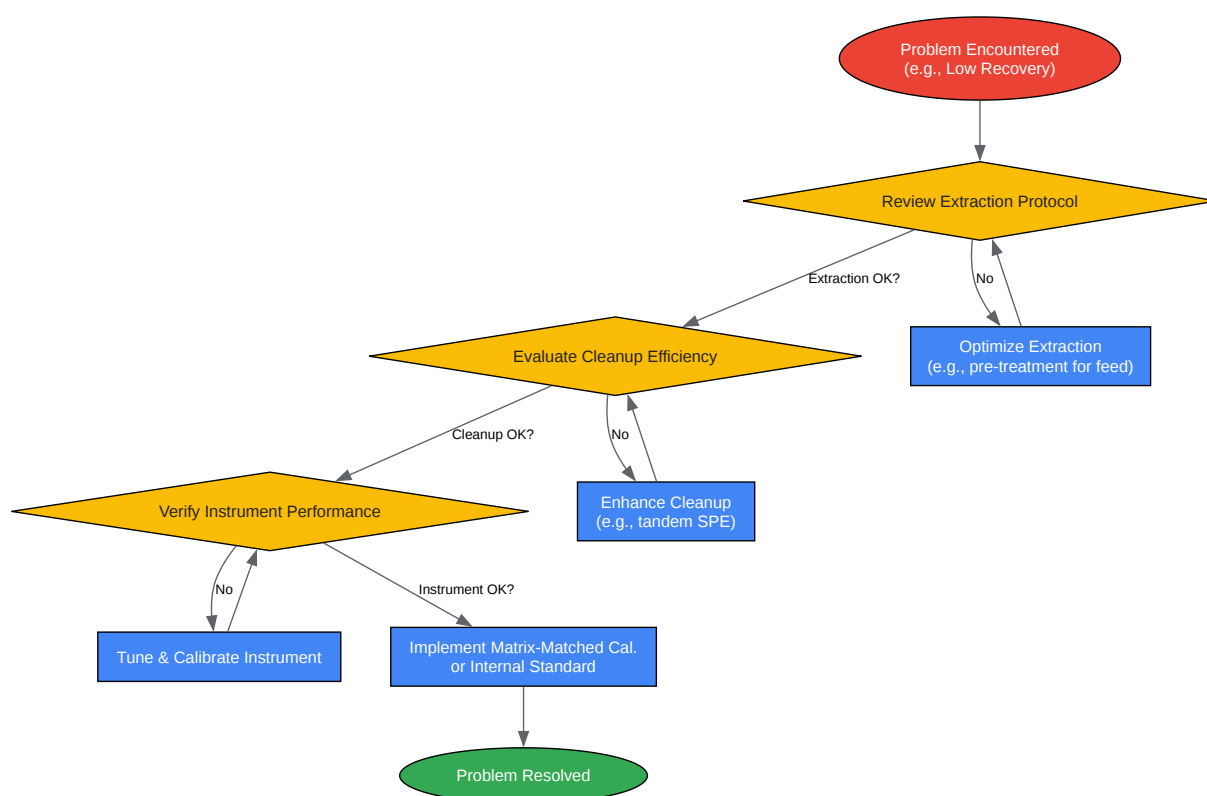 Problem Encountered
(e.g., Low Recovery)
Review Extraction Protocol
Extraction OK?
No
Optimize Extraction
(e.g., pre-treatment for feed)
Evaluate Cleanup Efficiency
Cleanup OK?
No
Enhance Cleanup
(e.g., tandem SPE)
Verify Instrument Performance
No
Instrument OK?
Tune & Calibrate Instrument
Implement Matrix-Matched Cal.
or Internal Standard
Problem Resolved